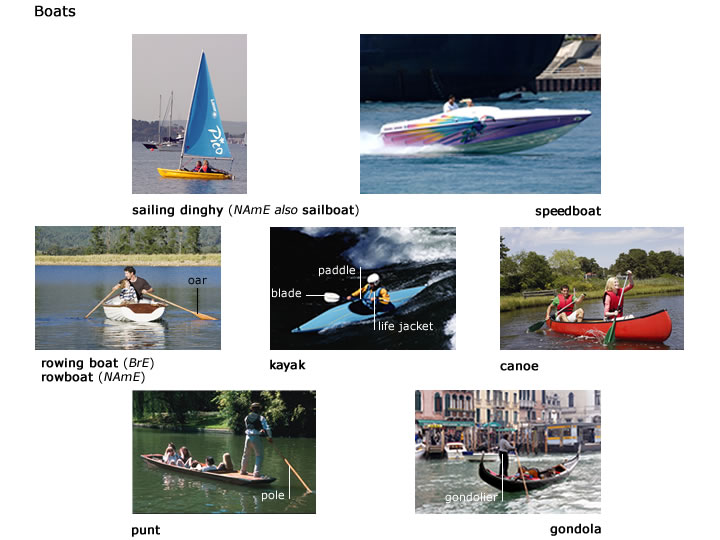 Boats
Pico
sailing dinghy (NAmE also sailboat)
speedboat
oar
rowing boat (BrE)
rowboat (NAmE)
paddle
blade
life jacket
kayak
canoe
pole
punt
gondolier
gondola